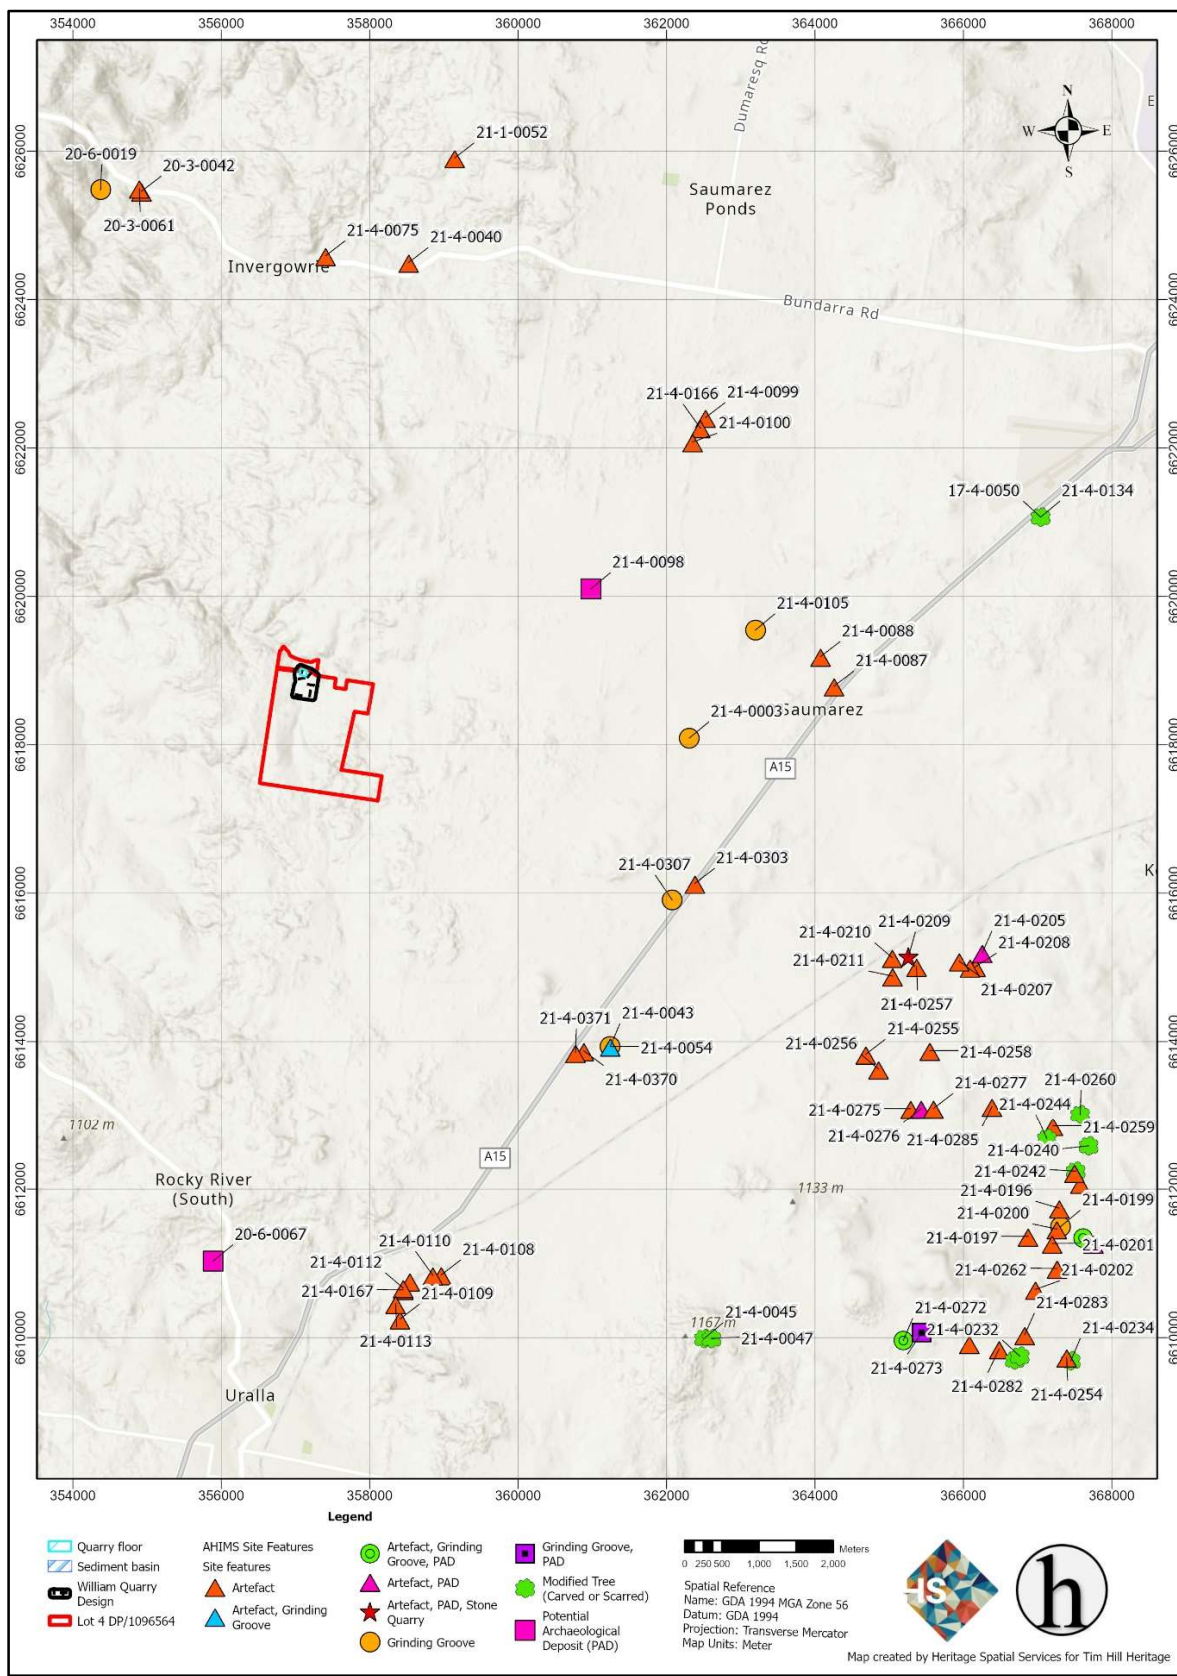 354000 356000 358000 360000 362000 364000 366000 368000
6626000 6624000 6622000 6620000 6618000 6616000 6614000 6612000 6610000
6626000 6624000 6622000 6620000 6618000 6616000 6614000 6612000 6610000
N
W E
S
E
Dumaresq Rd
21-1-0052
20-6-0019
20-3-0042
20-3-0061
Saumarez
Ponds
21-4-0075
21-4-0040
Invergowrie
Bundarra Rd
21-4-0166
21-4-0099
21-4-0100
17-4-0050
21-4-0134
21-4-0098
21-4-0105
21-4-0088
21-4-0087
21-4-0003
Saumarez
A15
21-4-0307
21-4-0303
21-4-0209
21-4-0205
21-4-0210
21-4-0208
21-4-0211
21-4-0207
21-4-0257
21-4-0371
21-4-0043
21-4-0054
21-4-0370
21-4-0255
21-4-0256
21-4-0258
21-4-0277
21-4-0260
21-4-0275
21-4-0244
21-4-0276
21-4-0285
21-4-0259
21-4-0240
1102 m
A15
21-4-0242
Rocky River
(South)
1133 m
21-4-0196
21-4-0199
21-4-0200
21-4-0197
21-4-0201
20-6-0067
21-4-0110
21-4-0108
21-4-0112
21-4-0262
21-4-0202
21-4-0167
21-4-0109
21-4-0113
21-4-0045
1167 m
21-4-0047
21-4-0272
21-4-0283
21-4-0232
21-4-0234
21-4-0273
21-4-0282
21-4-0254
Uralla
354000 356000 358000 360000 362000 364000 366000 368000
Legend
Quarry floor
Sediment basin
William Quarry
Design
Lot 4 DP/1096564
AHIMS Site Features
Site features
Artefact
Artefact, Grinding
Groove
Artefact, Grinding
Groove, PAD
Artefact, PAD
Artefact, PAD, Stone
Quarry
Grinding Groove
Grinding Groove,
PAD
Modified Tree
(Carved or Scarred)
Potential
Archaeological
Deposit (PAD)
Meters
0 250 500 1,000 1,500 2,000
Spatial Reference
Name: GDA 1994 MGA Zone 56
Datum: GDA 1994
Projection: Transverse Mercator
Map Units: Meter
HS
h
Map created by Heritage Spatial Services for Tim Hill Heritage